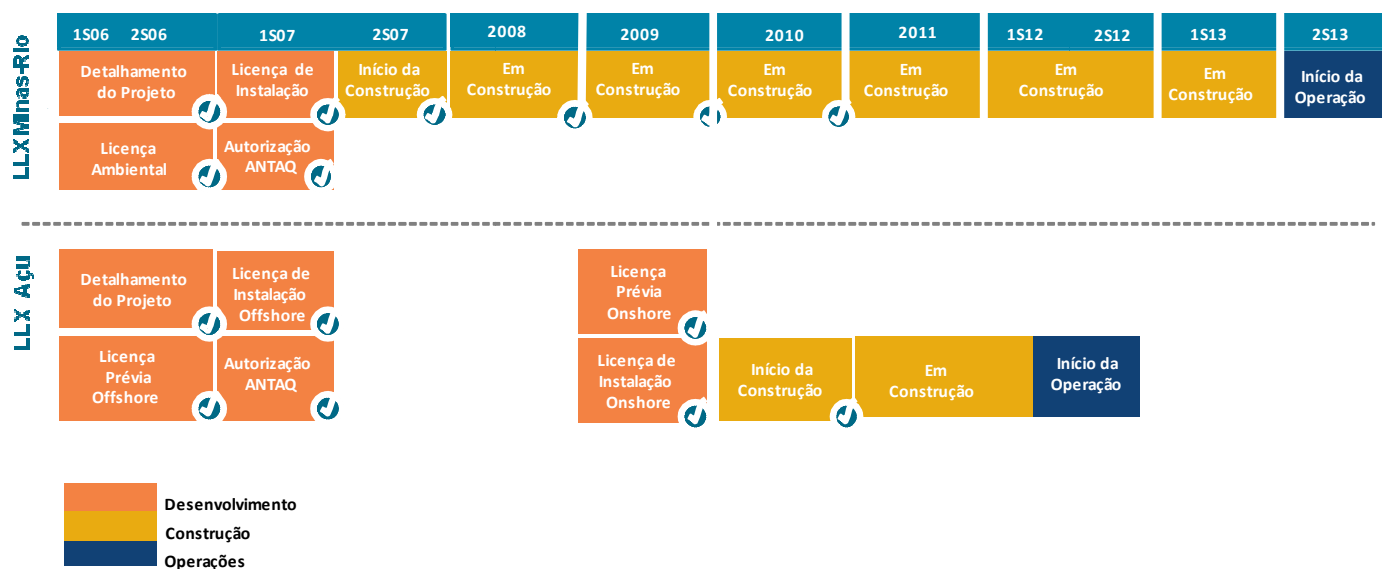 1S06 2S06 1S07 2S07 2008 2009 2010 2011 1S12 2S12 1S13 2S13
LLX Minas-Rio
Detalhamento
do Projeto
Licença de
Instalação
Início da
Construção
Em
Construção
Em
Construção
Em
Construção
Em
Construção
Em
Construção
Em
Construção
Início da
Operação
Licença
Ambiental
Autorização
ANTAQ
LLX Açu
Detalhamento
do Projeto
Licença de
Instalação
Offshore
Licença
Prévia
Onshore
Licença
Prévia
Offshore
Autorização
ANTAQ
Licença de
Instalação
Onshore
Início da
Construção
Em
Construção
Início da
Operação
Desenvolvimento
Construção
Operações